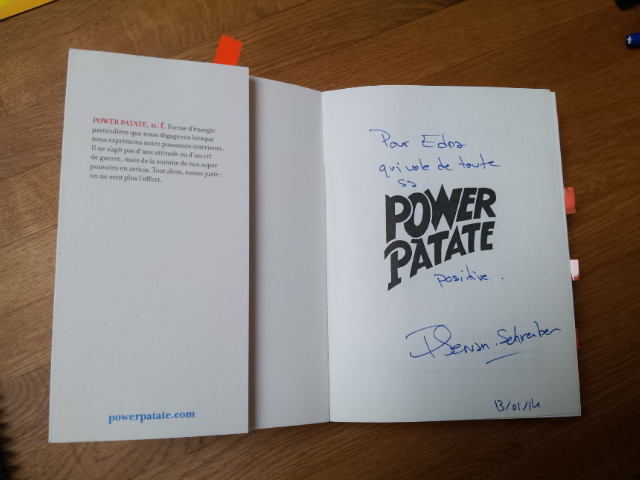 POWER PATATE. n. f. Forme d'énergie
particulière que nous dégageons lorsque
nous exprimons notre puissance intérieure.
Il ne s'agit pas d'une attitude ou d'un cri
de guerre, mais de la somme de nos super
pouvoirs en action. Tout alors, sonne juste :
on ne sent plus l'effort.
powerpatate.com
Pour Edna
qui vole de toute
sa
POWER
PATATE
positive.
Servan-Schreiber
13/01/14